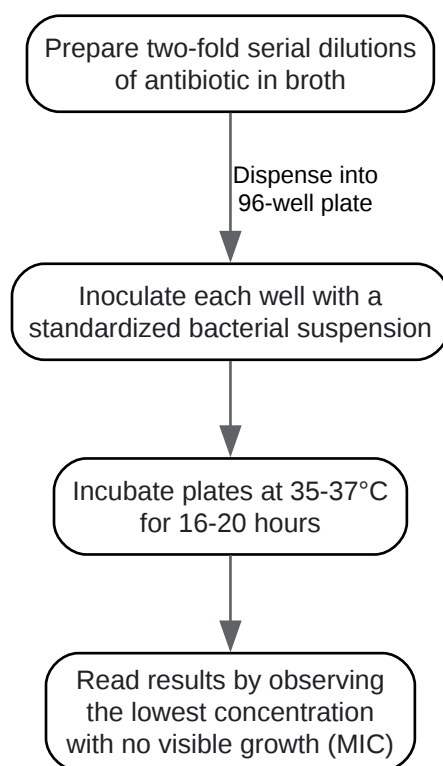 Prepare two-fold serial dilutions
of antibiotic in broth
Dispense into
96-well plate
Inoculate each well with a
standardized bacterial suspension
Incubate plates at 35-37°C
for 16-20 hours
Read results by observing
the lowest concentration
with no visible growth (MIC)